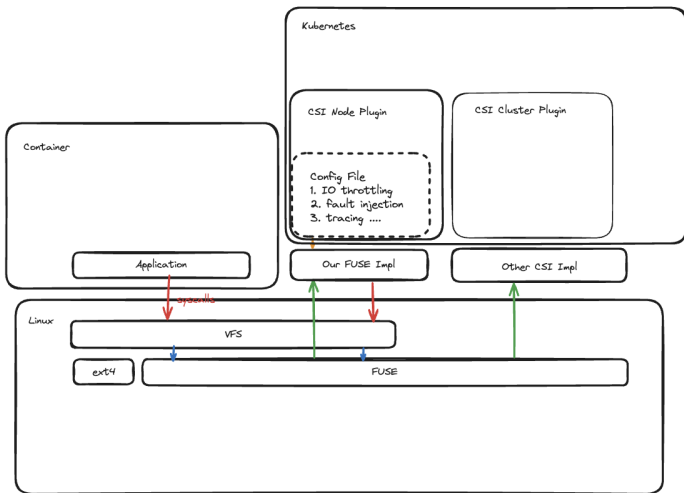 Kubernetes
CSI Node Plugin
CSI Cluster Plugin
Container
Config File
1. IO throttling
2. fault injection
3. tracing ....
Application
Our FUSE Impl
Other CSI Impl
syscalls
Linux
VFS
ext4
FUSE